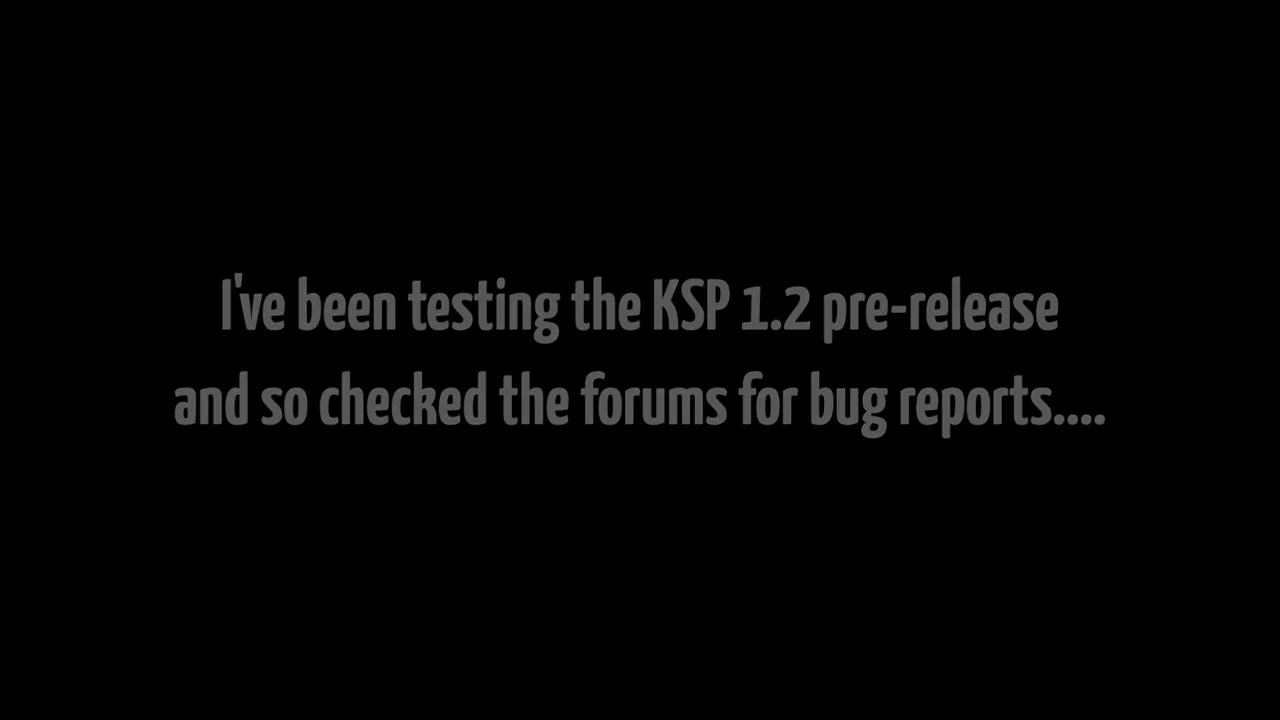 I've been testing the KSP 1.2 pre-release
and so checked the forums for bug reports....